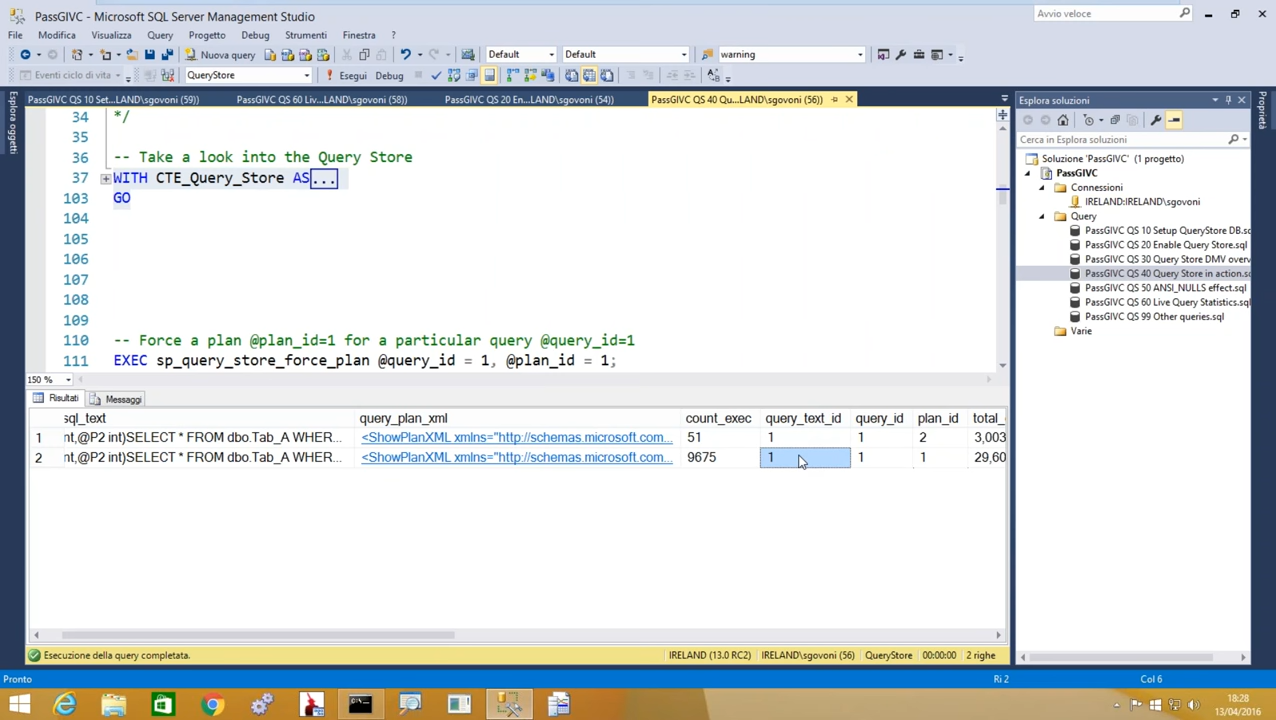 PassGIVC - Microsoft SQL Server Management Studio
Avvio veloce
File Modifica Visualizza Query Progetto Debug Strumenti Finestra ?
Nuova query Default Default warning
Eventi ciclo di vita QueryStore Esegui Debug
PassGIVC QS 10 Set...LAND\sgovoni (59)) PassGIVC QS 60 Liv...LAND\sgovoni (58)) PassGIVC QS 20 En...LAND\sgovoni (54)) PassGIVC QS 40 Qu...LAND\sgovoni (56))
Esplora oggetti
34 */
35
36 -- Take a look into the Query Store
37 WITH CTE_Query_Store AS...
103 GO
104
105
106
107
108
109
110 -- Force a plan @plan_id=1 for a particular query @query_id=1
111 EXEC sp_query_store_force_plan @query_id = 1, @plan_id = 1;
150 %
Risultati Messaggi
sql_text query_plan_xml count_exec query_text_id query_id plan_id total_
1 nt,@P2 int)SELECT * FROM dbo.Tab_A WHER... <ShowPlanXML xmlns="http://schemas.microsoft.com... 51 1 1 2 3,003
2 nt,@P2 int)SELECT * FROM dbo.Tab_A WHER... <ShowPlanXML xmlns="http://schemas.microsoft.com... 9675 1 1 1 29,60
Esecuzione della query completata. IRELAND (13.0 RC2) IRELAND\sgovoni (56) QueryStore 00:00:00 2 righe
Esplora soluzioni
Cerca in Esplora soluzioni
Soluzione 'PassGIVC' (1 progetto)
PassGIVC
Connessioni
IRELAND:IRELAND\sgovoni
Query
PassGIVC QS 10 Setup QueryStore DB.sq
PassGIVC QS 20 Enable Query Store.sql
PassGIVC QS 30 Query Store DMV overv
PassGIVC QS 40 Query Store in action.sq
PassGIVC QS 50 ANSI_NULLS effect.sql
PassGIVC QS 60 Live Query Statistics.sql
PassGIVC QS 99 Other queries.sql
Varie
Proprietà
Pronto Ri 2 Col 6
18:28
13/04/2016